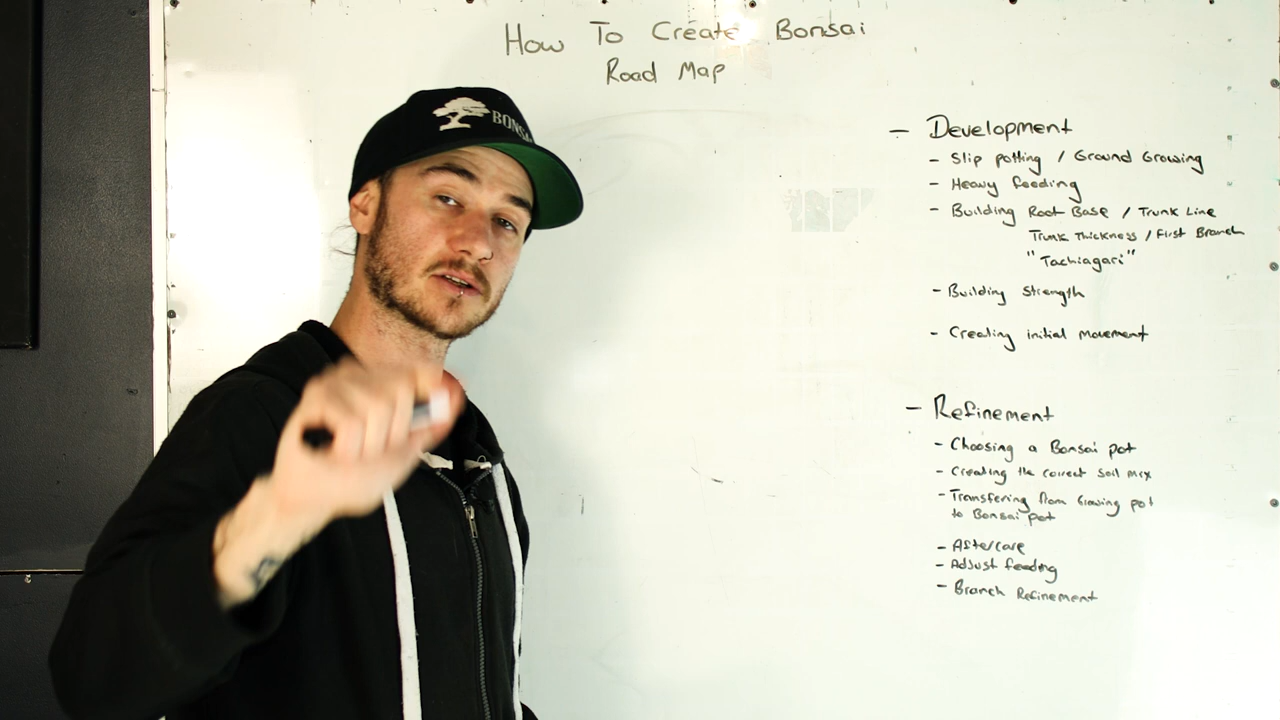 How To Create Bonsai
Road Map
BONSA
- Development
- Slip potting / Ground Growing
- Heavy feeding
- Building Root Base / Trunk Line
Trunk Thickness / First Branch
"Tachiagari"
- Building Strength
- Creating initial movement
- Refinement
- Choosing a Bonsai pot
- Creating the correct soil mix
- Transfering from Growing pot
to Bonsai pot
- Aftercare
- Adjust feeding
- Branch Refinement